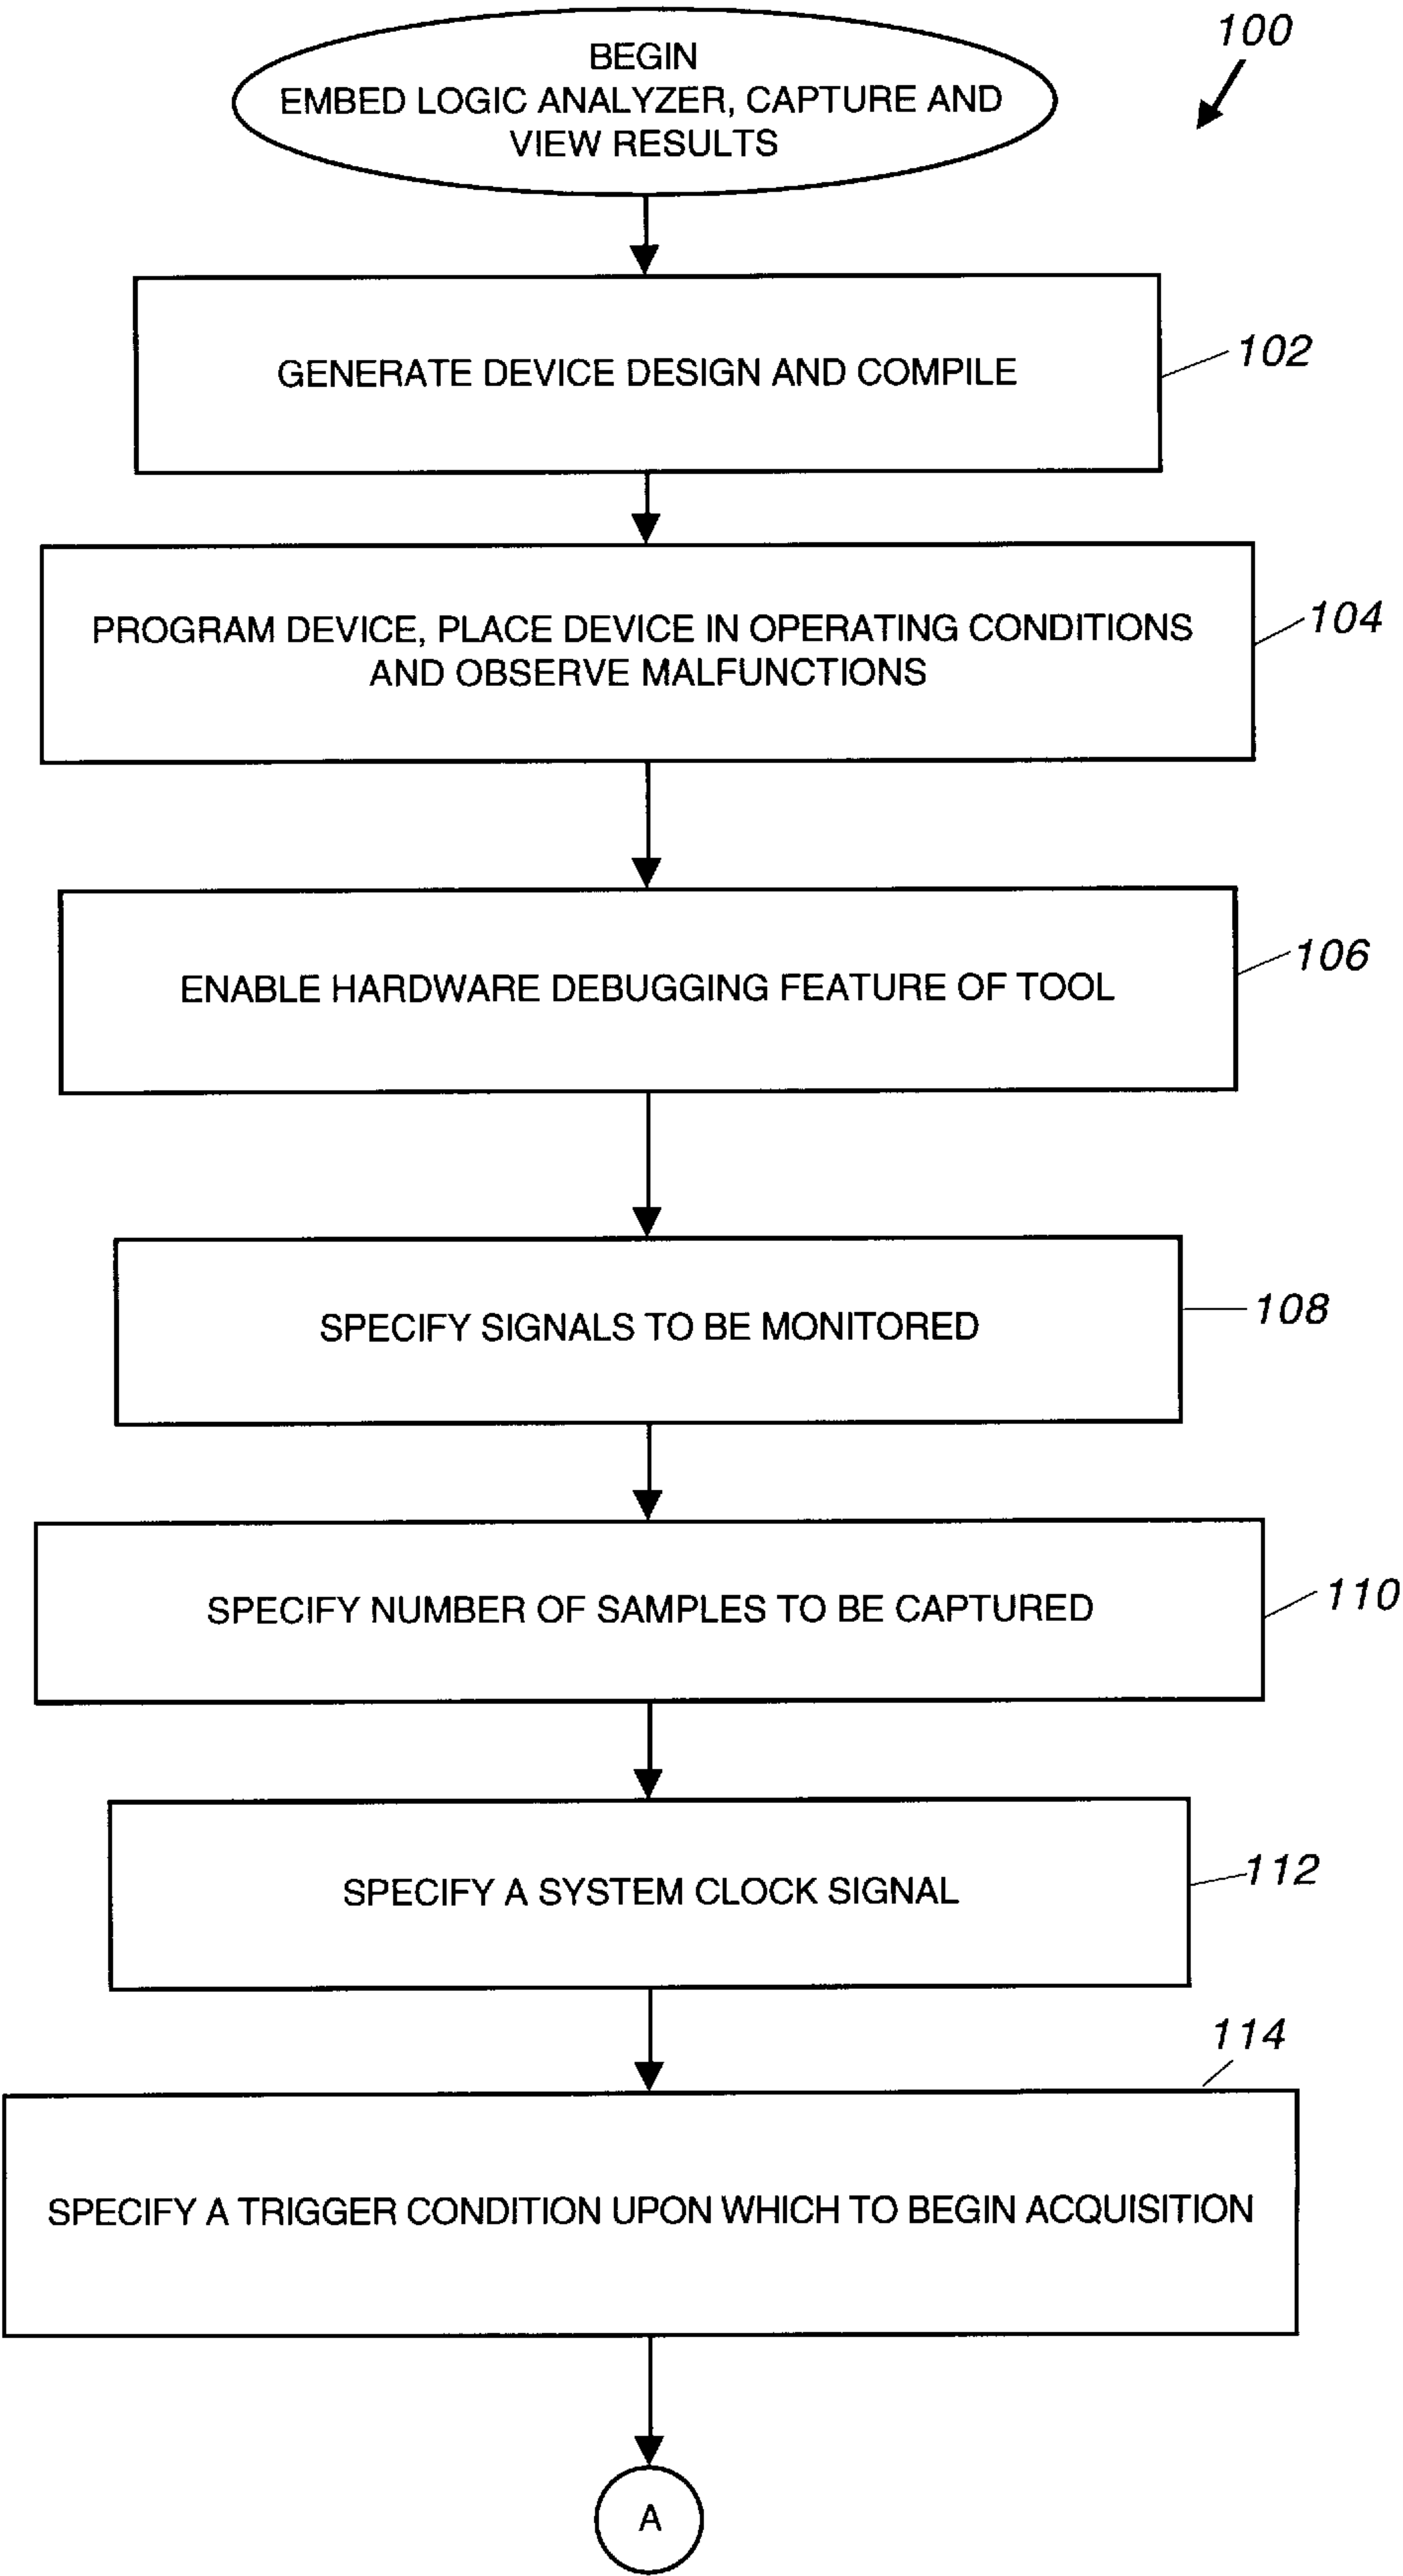 100
BEGIN
EMBED LOGIC ANALYZER, CAPTURE AND
VIEW RESULTS
GENERATE DEVICE DESIGN AND COMPILE
102
PROGRAM DEVICE, PLACE DEVICE IN OPERATING CONDITIONS
AND OBSERVE MALFUNCTIONS
104
ENABLE HARDWARE DEBUGGING FEATURE OF TOOL
106
SPECIFY SIGNALS TO BE MONITORED
108
SPECIFY NUMBER OF SAMPLES TO BE CAPTURED
110
SPECIFY A SYSTEM CLOCK SIGNAL
112
114
SPECIFY A TRIGGER CONDITION UPON WHICH TO BEGIN ACQUISITION
A